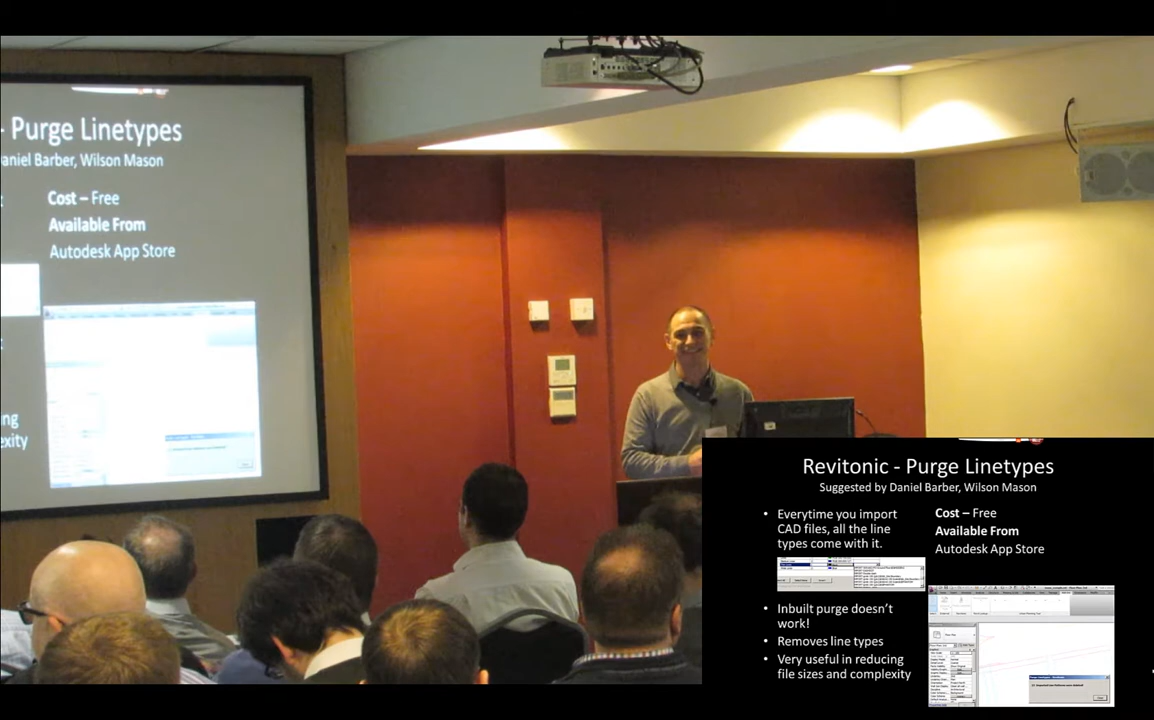 - Purge Linetypes
aniel Barber, Wilson Mason
Cost – Free
Available From
Autodesk App Store
ing
exity
Revitonic - Purge Linetypes
Suggested by Daniel Barber, Wilson Mason
• Everytime you import
CAD files, all the line
types come with it.
• Inbuilt purge doesn't
work!
• Removes line types
• Very useful in reducing
file sizes and complexity
Cost – Free
Available From
Autodesk App Store